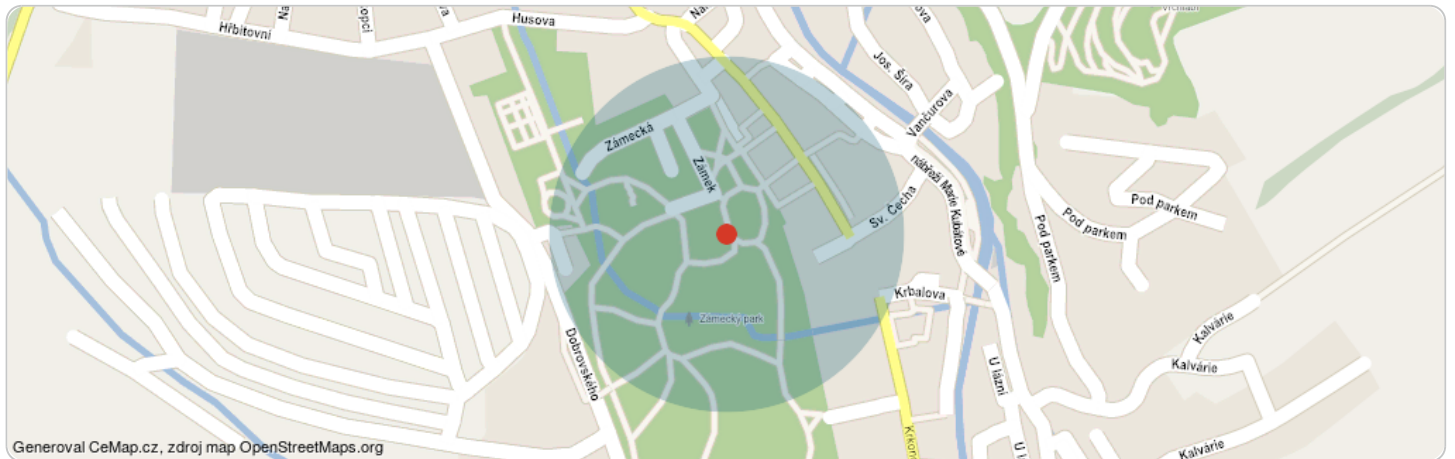 Husova
Hřbitovní
Jos. Šíra
Vančurova
Zámecká
Zámek
nábřeží Marie Kubátové
Sv. Čecha
Pod parkem
Pod parkem
Pod parkem
Krbalova
Zámecký park
Dobrovského
Kalvárie
Kalvárie
U lázní
Kalvárie
Generoval CeMap.cz, zdroj map OpenStreetMaps.org